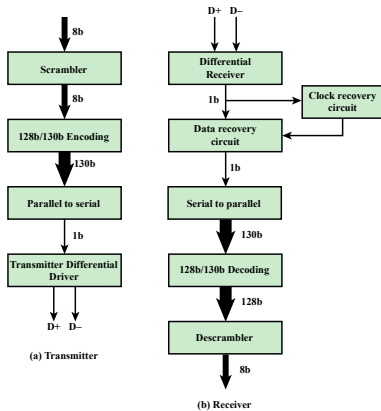 8b
Scrambler
8b
128b/130b Encoding
130b
Parallel to serial
1b
Transmitter Differential
Driver
D+ D−
(a) Transmitter
D+ D−
Differential
Receiver
1b
Clock recovery
circuit
Data recovery
circuit
1b
Serial to parallel
130b
128b/130b Decoding
128b
Descrambler
8b
(b) Receiver